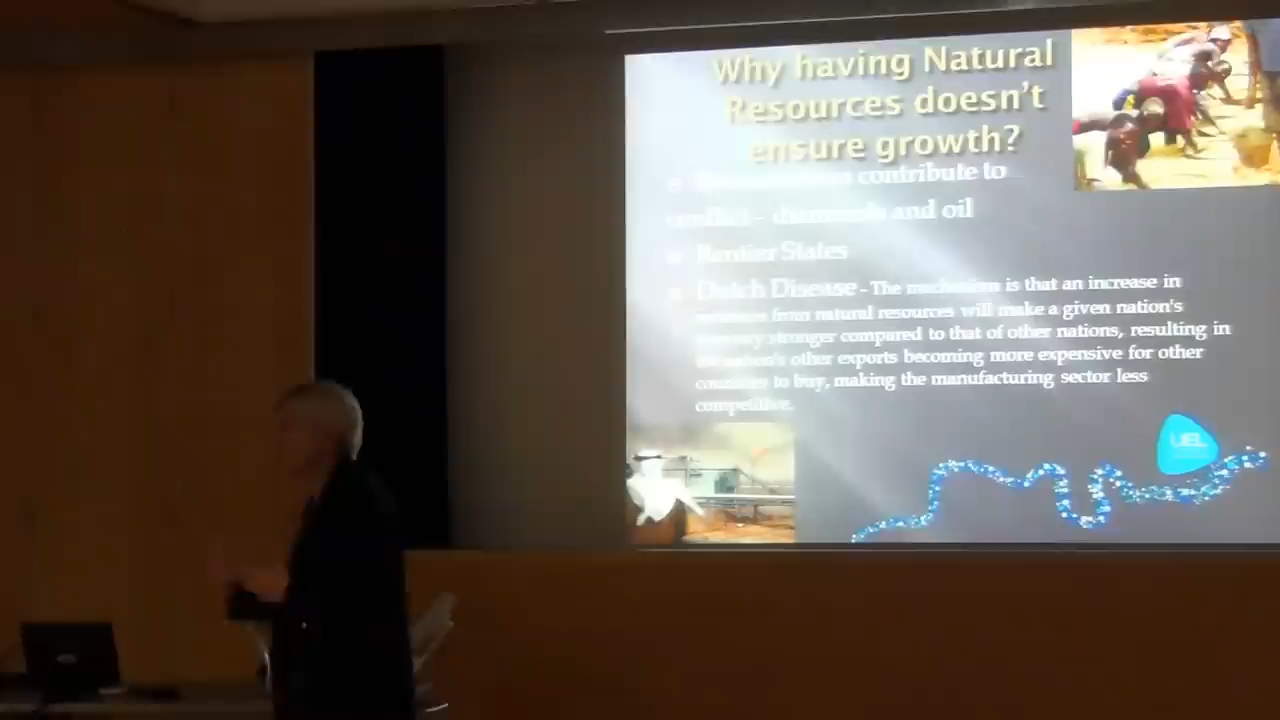 Why having Natural
Resources doesn't
ensure growth?
contribute to
conflict - diamonds and oil
Rentier States
Dutch Disease - The mechanism is that an increase in
from natural resources will make a given nation's
stronger compared to that of other nations, resulting in
the nation's other exports becoming more expensive for other
countries to buy, making the manufacturing sector less
competitive.
UEL